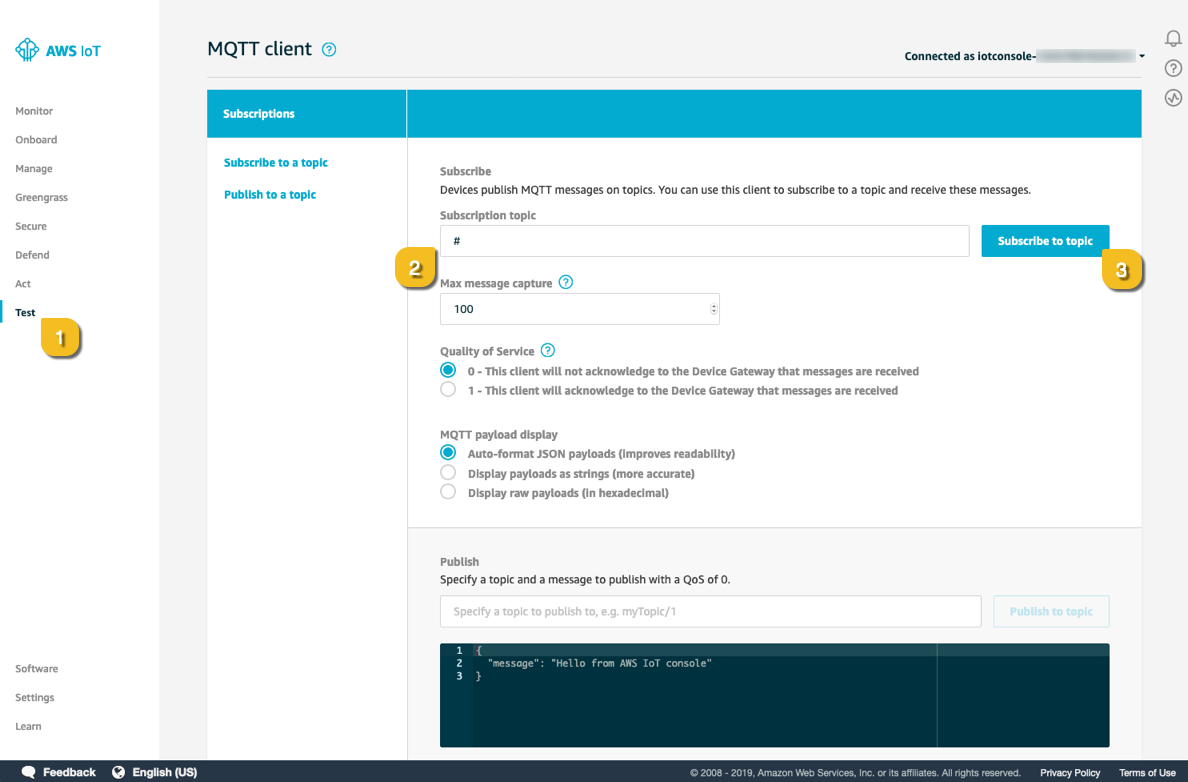 AWS IoT
MQTT client ?
Connected as iotconsole-
?
Monitor
Onboard
Manage
Greengrass
Secure
Defend
Act
Test
1
Subscriptions
Subscribe to a topic
Publish to a topic
Subscribe
Devices publish MQTT messages on topics. You can use this client to subscribe to a topic and receive these messages.
Subscription topic
#
Subscribe to topic
2
3
Max message capture ?
100
Quality of Service ?
0 - This client will not acknowledge to the Device Gateway that messages are received
1 - This client will acknowledge to the Device Gateway that messages are received
MQTT payload display
Auto-format JSON payloads (improves readability)
Display payloads as strings (more accurate)
Display raw payloads (in hexadecimal)
Publish
Specify a topic and a message to publish with a QoS of 0.
Specify a topic to publish to, e.g. myTopic/1
Publish to topic
1 {
2 "message": "Hello from AWS IoT console"
3 }
Software
Settings
Learn
Feedback
English (US)
© 2008 - 2019, Amazon Web Services, Inc. or its affiliates. All rights reserved.
Privacy Policy
Terms of Use